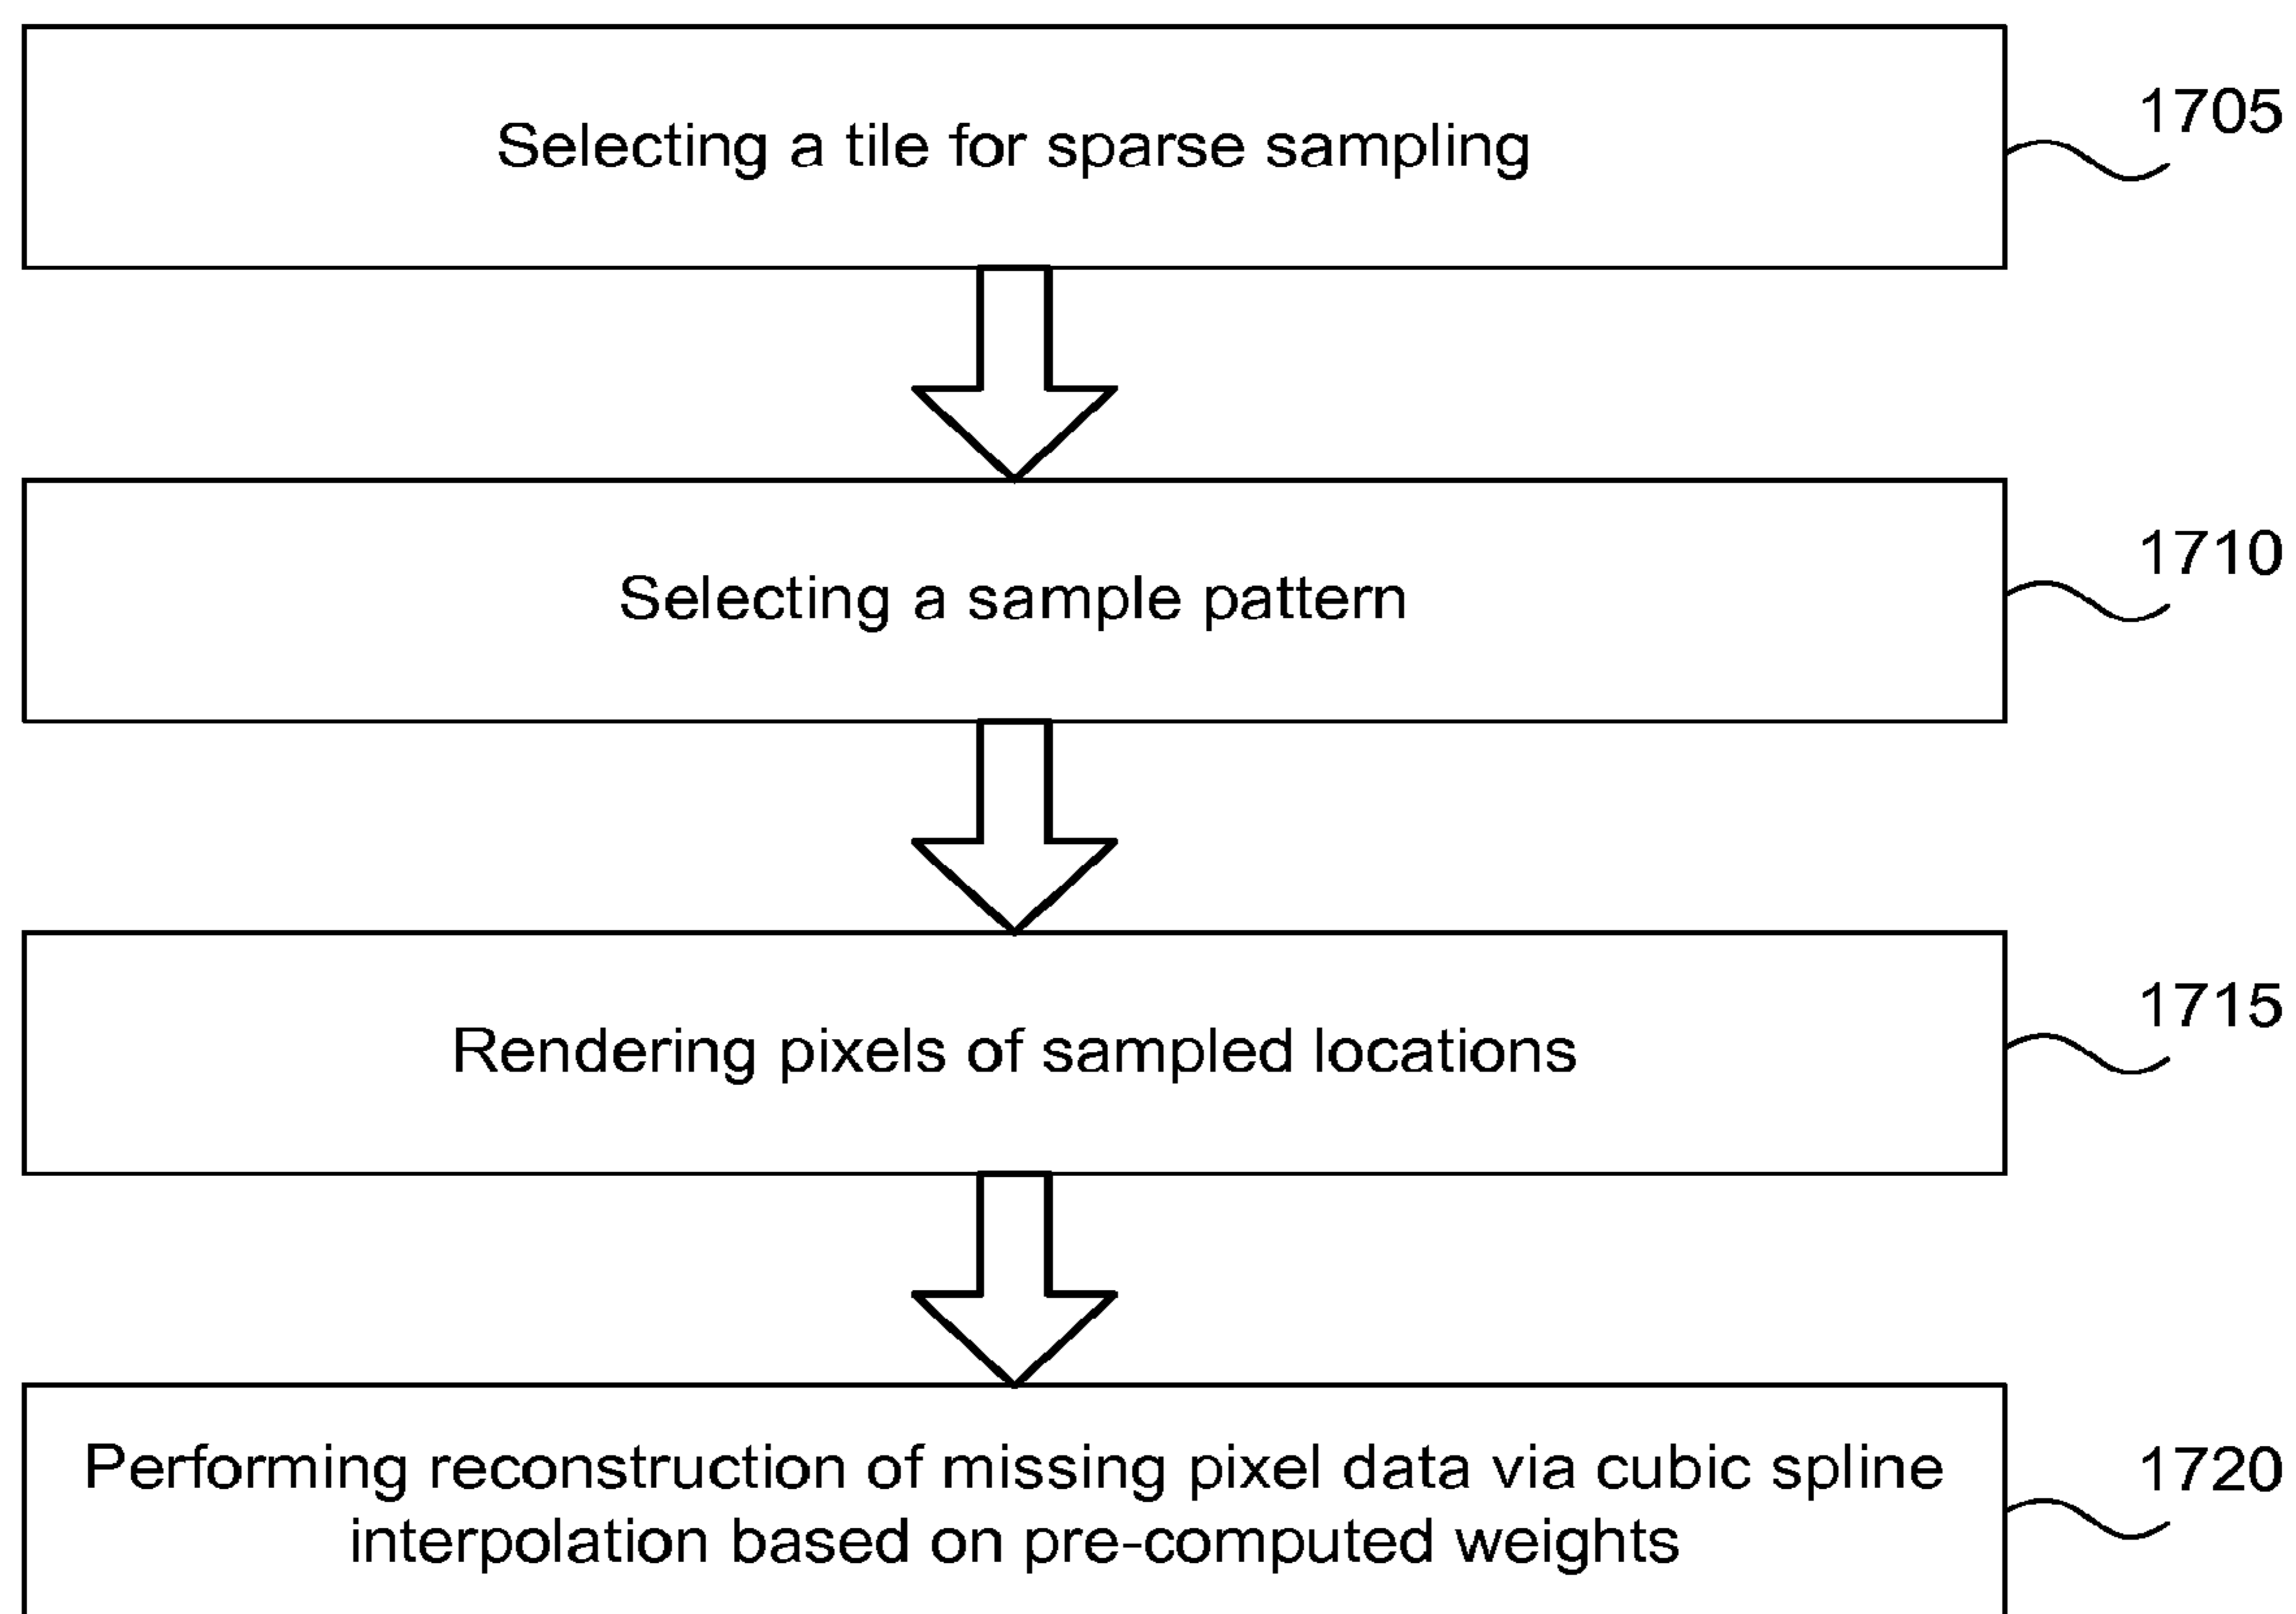 Selecting a tile for sparse sampling
1705
Selecting a sample pattern
1710
Rendering pixels of sampled locations
1715
Performing reconstruction of missing pixel data via cubic spline
interpolation based on pre-computed weights
1720